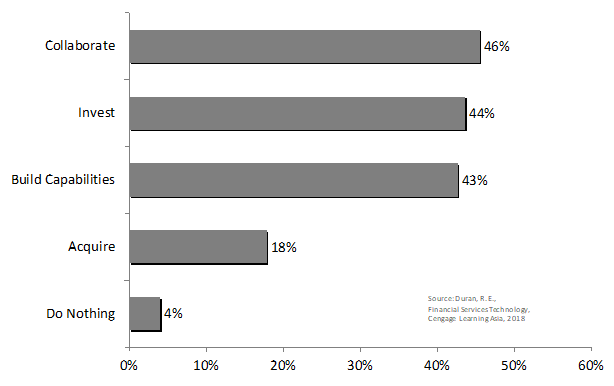 Collaborate 46%
Invest 44%
Build Capabilities 43%
Acquire 18%
Do Nothing 4%
Source: Duran, R. E.,
Financial Services Technology,
Cengage Learning Asia, 2018
0% 10% 20% 30% 40% 50% 60%